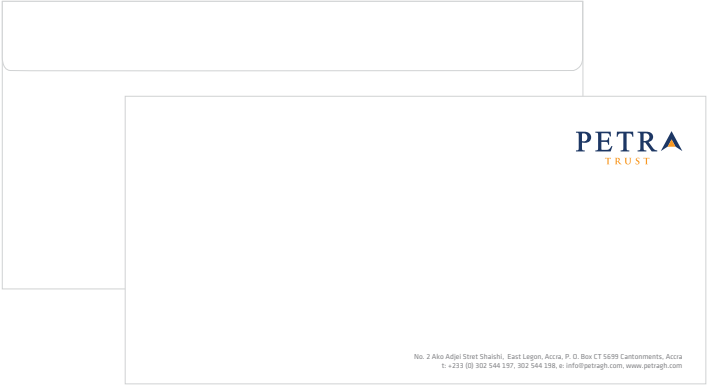 PETRA
TRUST
No. 2 Ako Adjei Stret Shaishi, East Legon, Accra, P. O. Box CT 5699 Cantonments, Accra
t: +233 (0) 302 544 197, 302 544 198, e: info@petragh.com, www.petragh.com